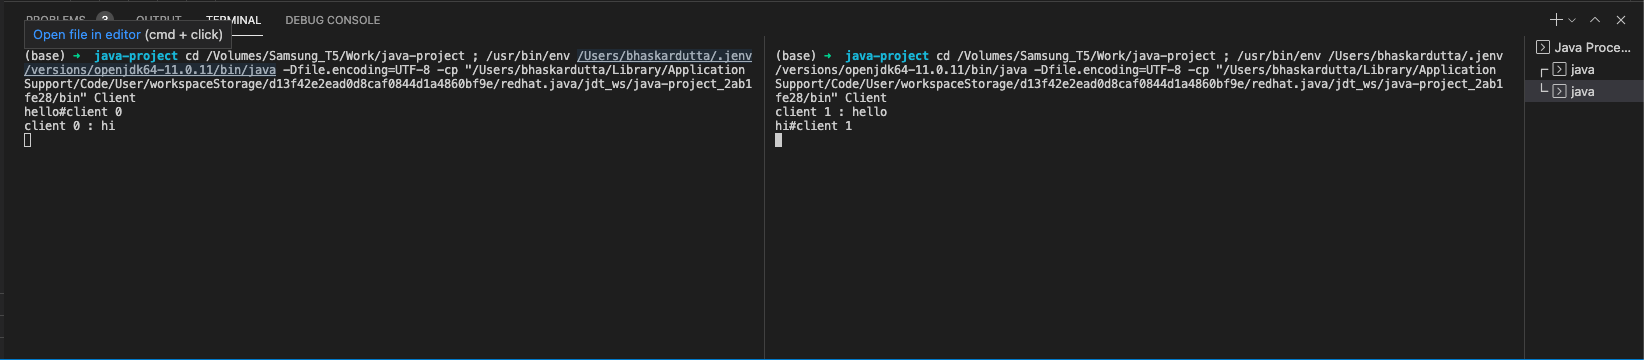 PROBLEMS 3 OUTPUT TERMINAL DEBUG CONSOLE
Open file in editor (cmd + click)
(base) ➜ java-project cd /Volumes/Samsung_T5/Work/java-project ; /usr/bin/env /Users/bhaskardutta/.jenv
/versions/openjdk64-11.0.11/bin/java -Dfile.encoding=UTF-8 -cp "/Users/bhaskardutta/Library/Application
Support/Code/User/workspaceStorage/d13f42e2ead0d8caf0844d1a4860bf9e/redhat.java/jdt_ws/java-project_2ab1
fe28/bin" Client
hello#client 0
client 0 : hi
(base) ➜ java-project cd /Volumes/Samsung_T5/Work/java-project ; /usr/bin/env /Users/bhaskardutta/.jenv
/versions/openjdk64-11.0.11/bin/java -Dfile.encoding=UTF-8 -cp "/Users/bhaskardutta/Library/Application
Support/Code/User/workspaceStorage/d13f42e2ead0d8caf0844d1a4860bf9e/redhat.java/jdt_ws/java-project_2ab1
fe28/bin" Client
client 1 : hello
hi#client 1
Java Proce...
java
java